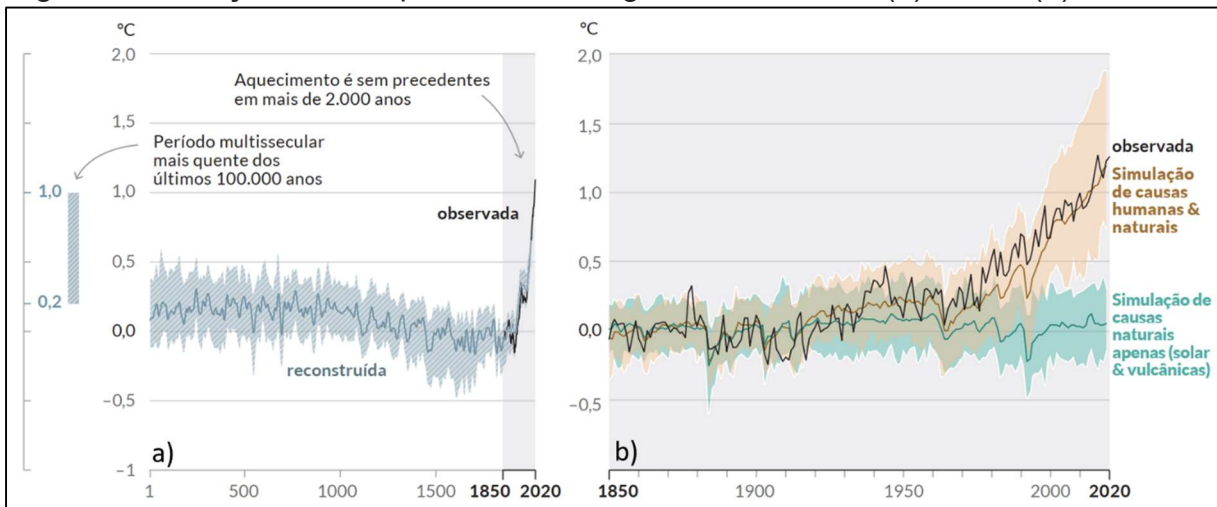 °C
2,0
1,5
1,0
0,5
0,0
−0,5
−1
1,0
0,2
Aquecimento é sem precedentes
em mais de 2.000 anos
Período multissecular
mais quente dos
últimos 100.000 anos
observada
reconstruída
a)
1
500
1000
1500
1850
2020
°C
2,0
1,5
1,0
0,5
0,0
−0,5
b)
1850
1900
1950
2000
2020
observada
Simulação
de causas
humanas &
naturais
Simulação de
causas
naturais
apenas (solar
& vulcânicas)